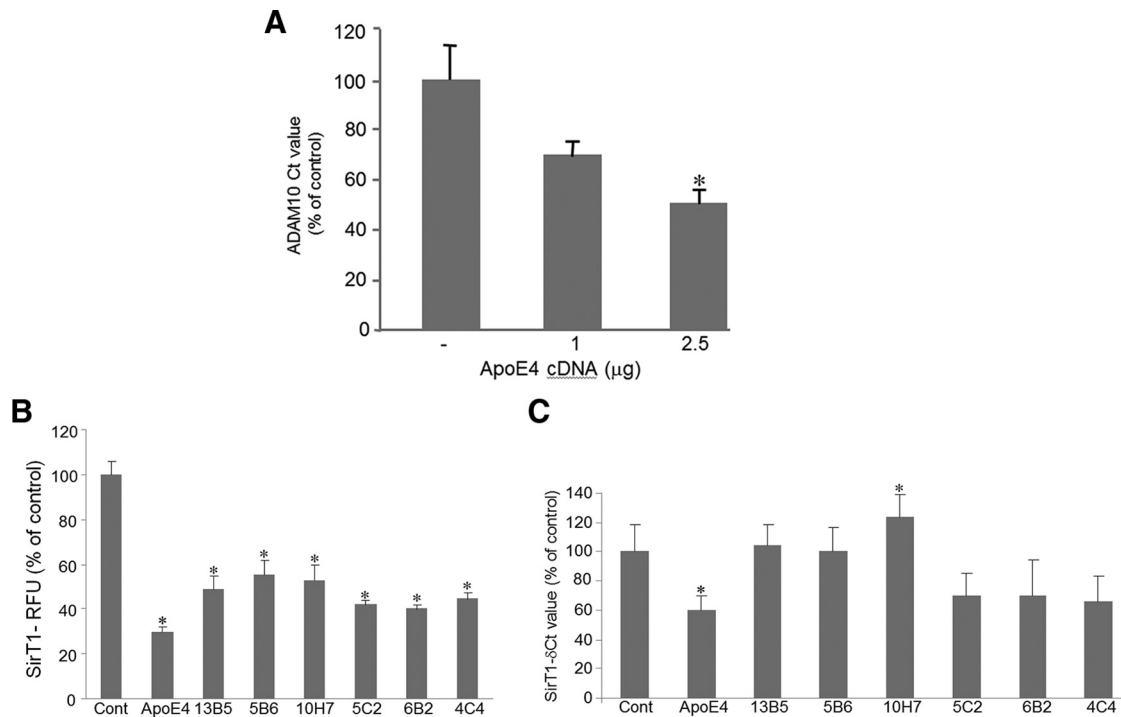 A
120
100
80
60
40
20
0
ADAM10 Ct value
(% of control)
*
- 1 2.5
ApoE4 cDNA (μg)
B
120
100
80
60
40
20
0
SirT1- RFU (% of control)
* * * * * * *
Cont ApoE4 13B5 5B6 10H7 5C2 6B2 4C4
C
140
120
100
80
60
40
20
0
SirT1-δCt value (% of control)
* *
Cont ApoE4 13B5 5B6 10H7 5C2 6B2 4C4